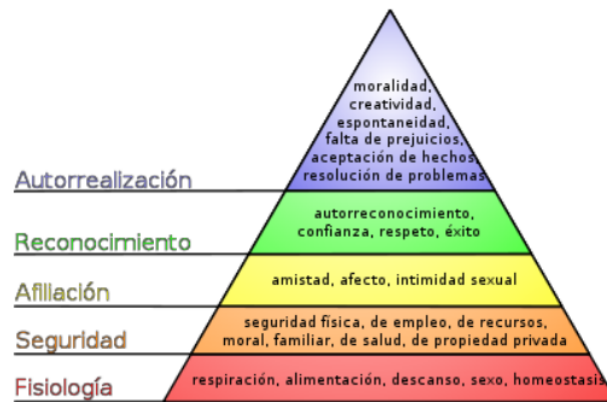 moralidad,
creatividad,
espontaneidad,
falta de prejuicios,
aceptación de hechos,
resolución de problemas
Autorrealización
autorreconocimiento,
confianza, respeto, éxito
Reconocimiento
amistad, afecto, intimidad sexual
Afiliación
seguridad física, de empleo, de recursos,
moral, familiar, de salud, de propiedad privada
Seguridad
respiración, alimentación, descanso, sexo, homeostasis
Fisiología